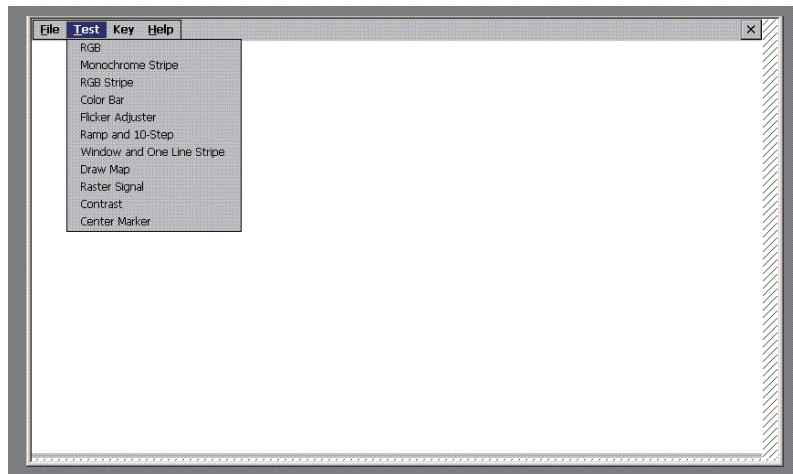 File Test Key Help
RGB
Monochrome Stripe
RGB Stripe
Color Bar
Flicker Adjuster
Ramp and 10-Step
Window and One Line Stripe
Draw Map
Raster Signal
Contrast
Center Marker